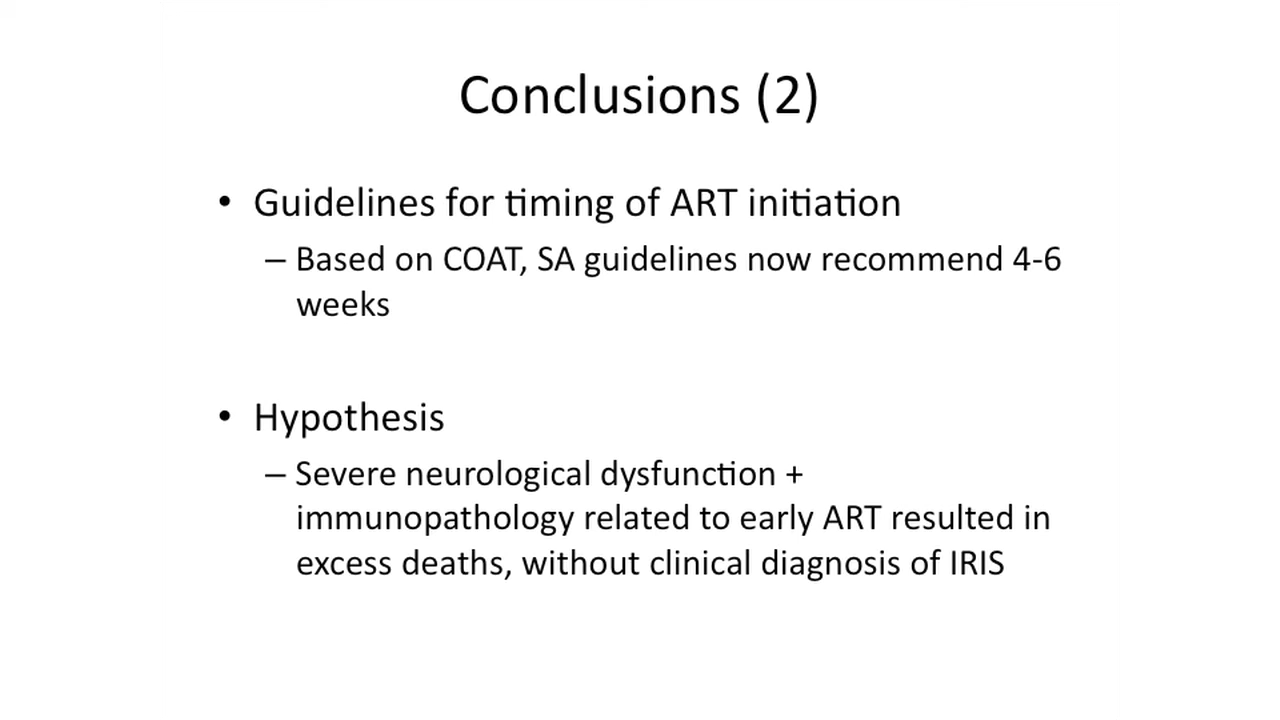 Conclusions (2)
• Guidelines for timing of ART initiation
– Based on COAT, SA guidelines now recommend 4-6
weeks
• Hypothesis
– Severe neurological dysfunction +
immunopathology related to early ART resulted in
excess deaths, without clinical diagnosis of IRIS